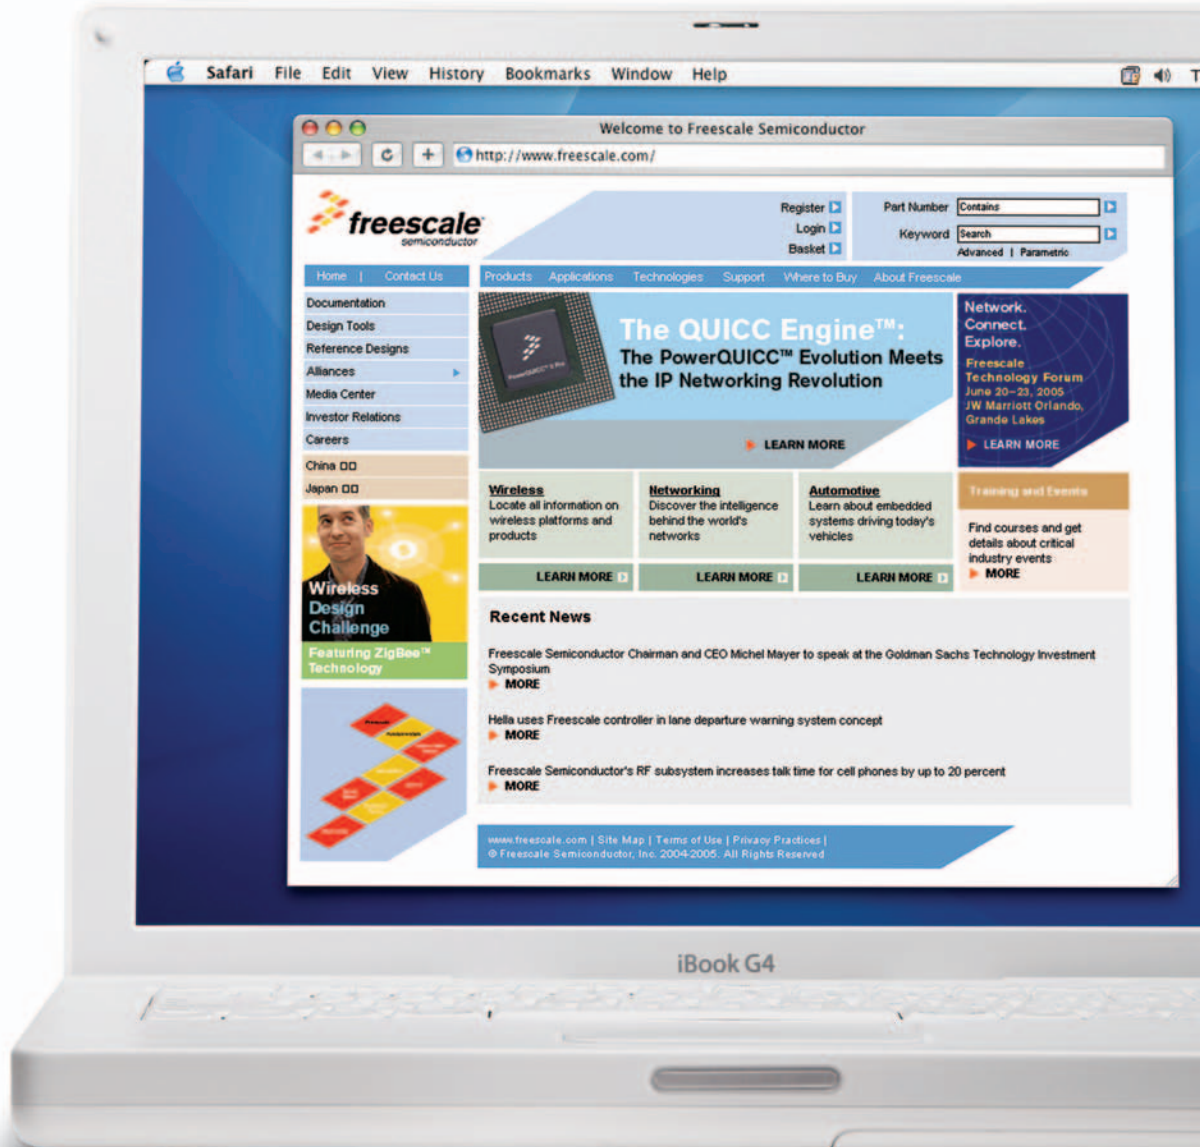 Safari File Edit View History Bookmarks Window Help
Welcome to Freescale Semiconductor
http://www.freescale.com/
freescale
semiconductor
Register
Login
Basket
Part Number Contains
Keyword Search
Advanced | Parametric
Home | Contact Us
Products Applications Technologies Support Where to Buy About Freescale
Documentation
Design Tools
Reference Designs
Alliances
Media Center
Investor Relations
Careers
China
Japan
Wireless
Design
Challenge
Featuring ZigBee™
Technology
PowerQUICC™ II Pro
The QUICC Engine™:
The PowerQUICC™ Evolution Meets
the IP Networking Revolution
LEARN MORE
Network.
Connect.
Explore.
Freescale
Technology Forum
June 20–23, 2005
JW Marriott Orlando,
Grande Lakes
LEARN MORE
Wireless
Locate all information on
wireless platforms and
products
LEARN MORE
Networking
Discover the intelligence
behind the world's
networks
LEARN MORE
Automotive
Learn about embedded
systems driving today's
vehicles
LEARN MORE
Training and Events
Find courses and get
details about critical
industry events
MORE
Recent News
Freescale Semiconductor Chairman and CEO Michel Mayer to speak at the Goldman Sachs Technology Investment
Symposium
MORE
Hella uses Freescale controller in lane departure warning system concept
MORE
Freescale Semiconductor's RF subsystem increases talk time for cell phones by up to 20 percent
MORE
www.freescale.com | Site Map | Terms of Use | Privacy Practices |
© Freescale Semiconductor, Inc. 2004-2005. All Rights Reserved
iBook G4